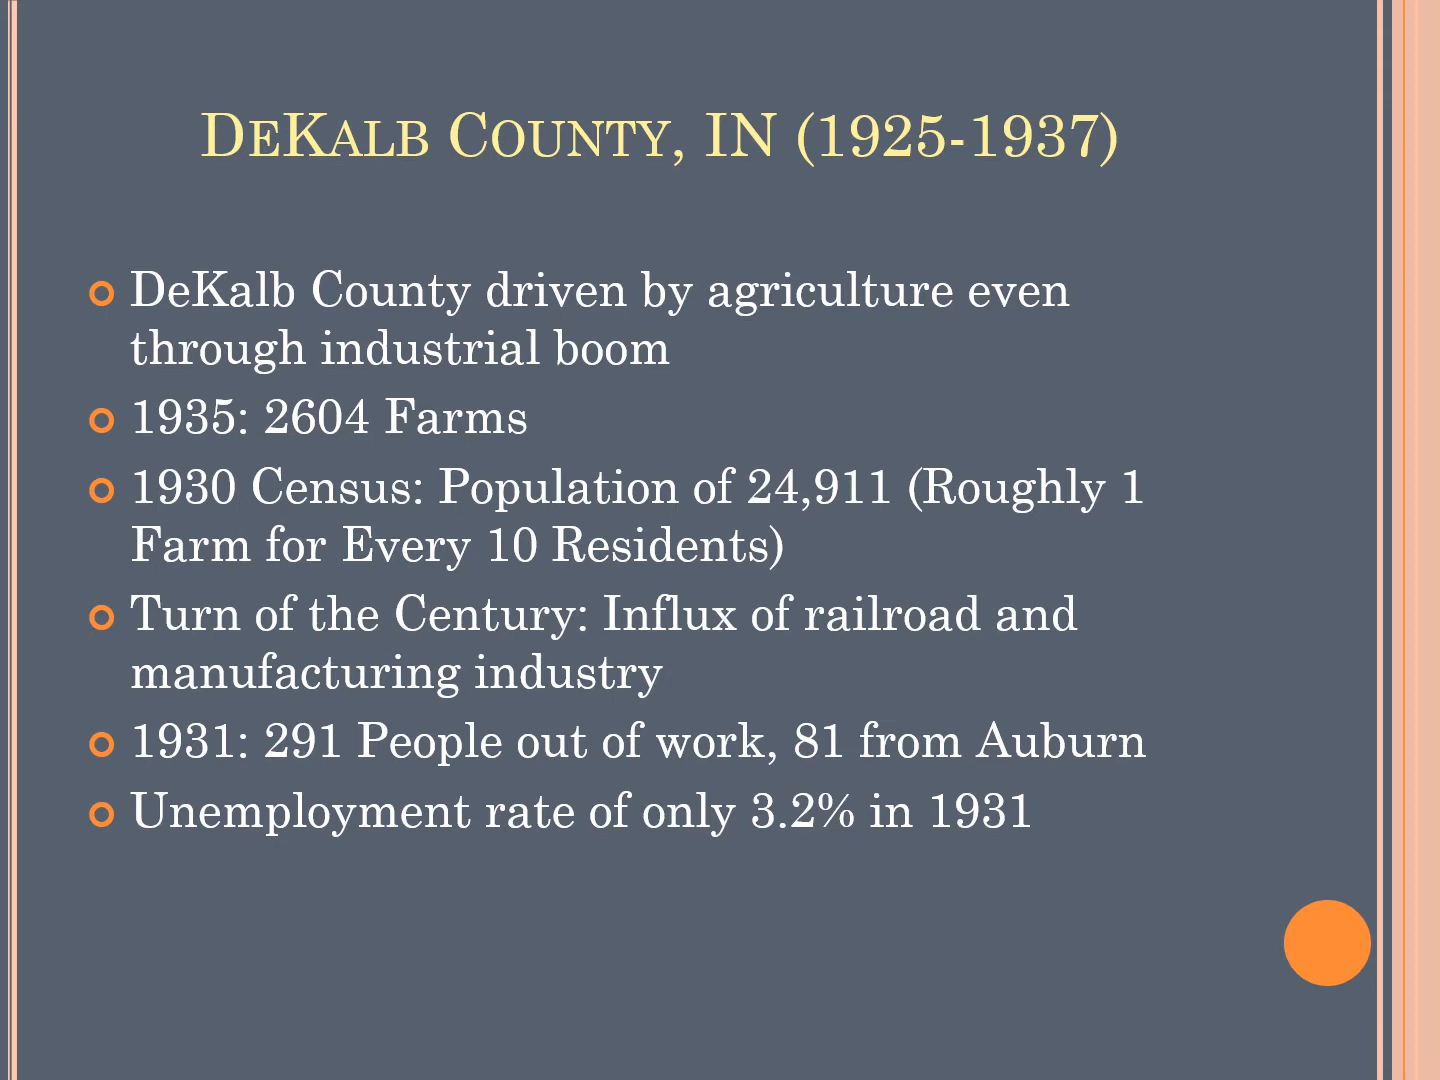 DEKALB COUNTY, IN (1925-1937)
DeKalb County driven by agriculture even
through industrial boom
1935: 2604 Farms
1930 Census: Population of 24,911 (Roughly 1
Farm for Every 10 Residents)
Turn of the Century: Influx of railroad and
manufacturing industry
1931: 291 People out of work, 81 from Auburn
Unemployment rate of only 3.2% in 1931